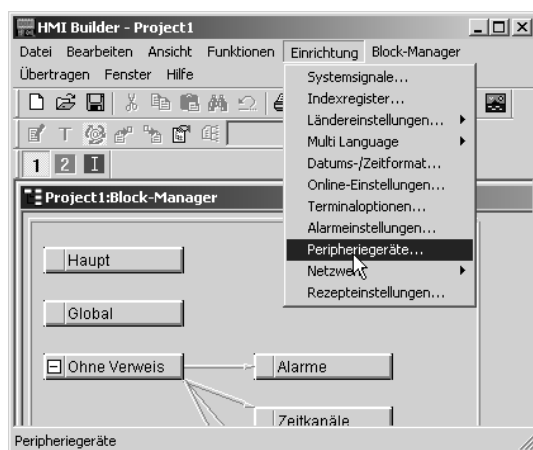 HMI Builder - Project1
Datei Bearbeiten Ansicht Funktionen Einrichtung Block-Manager
Übertragen Fenster Hilfe
Systemsignale...
Indexregister...
Ländereinstellungen...
Multi Language
Datums-/Zeitformat...
Online-Einstellungen...
Terminaloptionen...
Alarmeinstellungen...
Peripheriegeräte...
Netzwerk
Rezepteinstellungen...
T
1 2 I
Project1:Block-Manager
Haupt
Global
Ohne Verweis
Alarme
Zeitkanäle
Peripheriegeräte